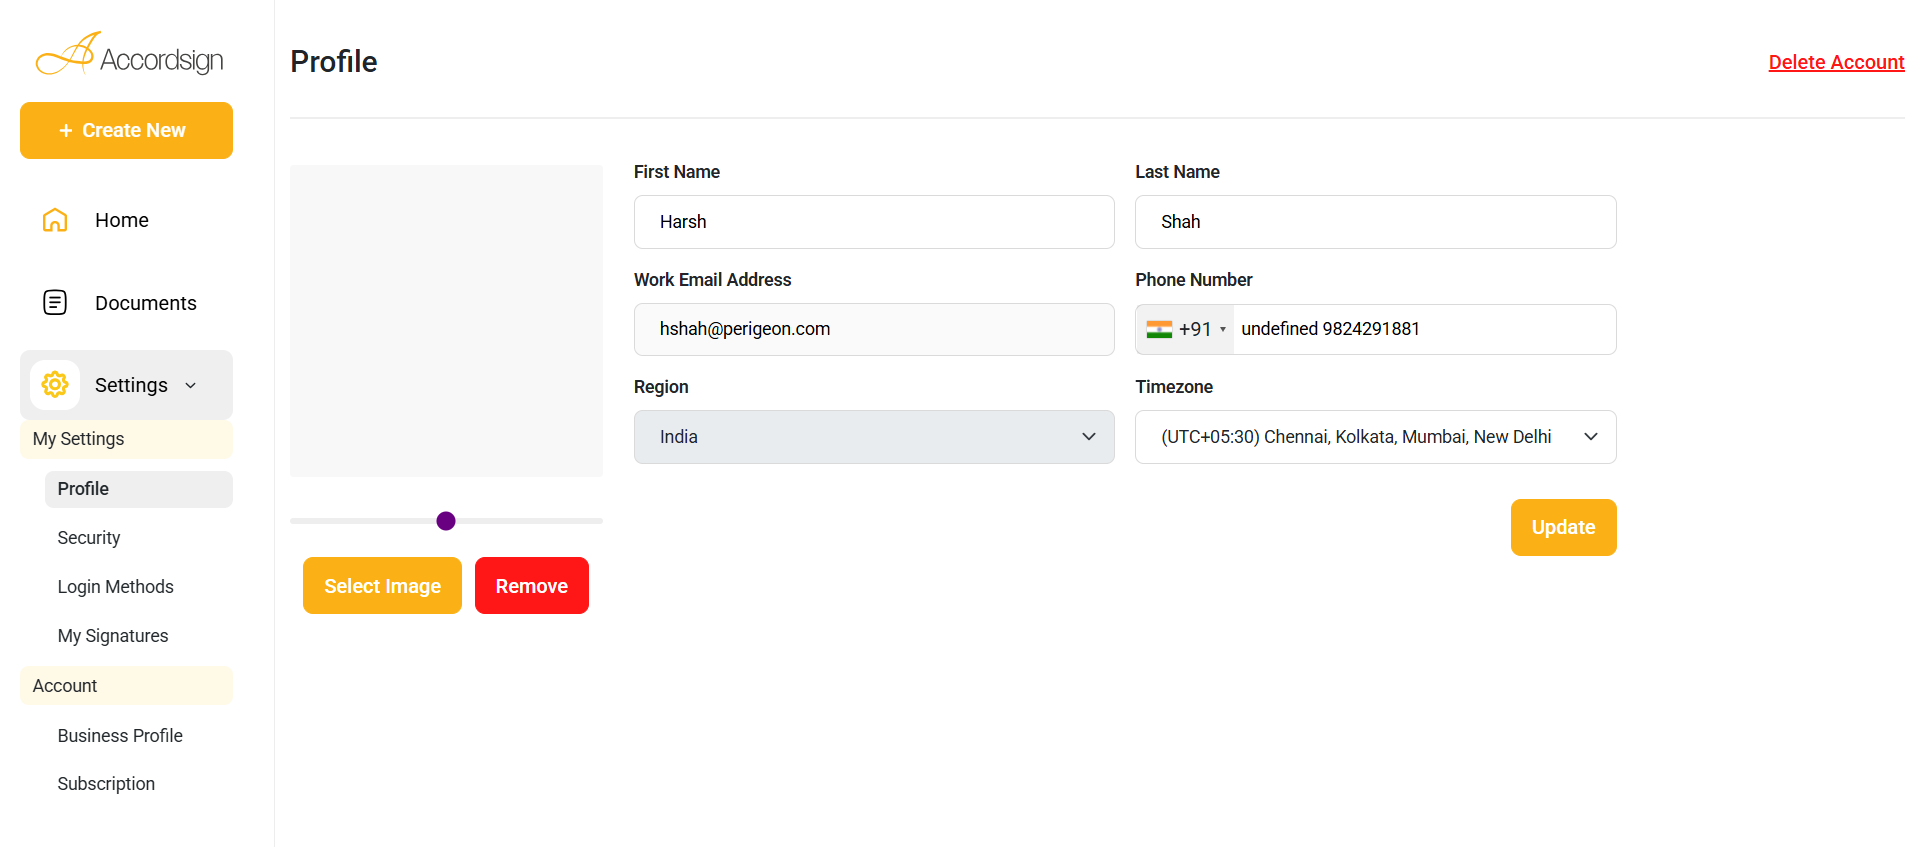 Accordsign
+ Create New
Home
Documents
Settings
My Settings
Profile
Security
Login Methods
My Signatures
Account
Business Profile
Subscription
Profile
Delete Account
First Name
Last Name
Harsh
Shah
Work Email Address
Phone Number
hshah@perigeon.com
+91 undefined 9824291881
Region
Timezone
India
(UTC+05:30) Chennai, Kolkata, Mumbai, New Delhi
Update
Select Image
Remove